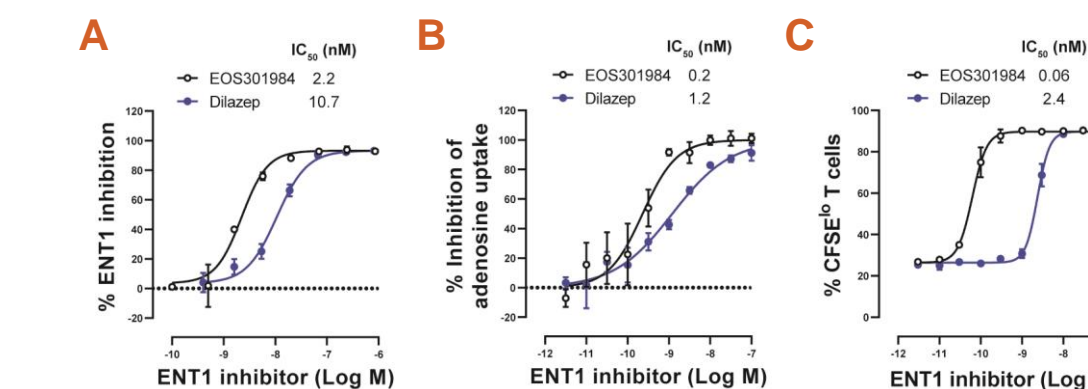 A
IC50 (nM)
EOS301984 2.2
Dilazep 10.7
% ENT1 inhibition
120
100
80
60
40
20
0
-20
-10 -9 -8 -7 -6
ENT1 inhibitor (Log M)
B
IC50 (nM)
EOS301984 0.2
Dilazep 1.2
% Inhibition of
adenosine uptake
120
100
80
60
40
20
0
-20
-12 -11 -10 -9 -8 -7
ENT1 inhibitor (Log M)
C
IC50 (nM)
EOS301984 0.06
Dilazep 2.4
% CFSElo T cells
100
80
60
40
20
0
-12 -11 -10 -9 -8
ENT1 inhibitor (Log